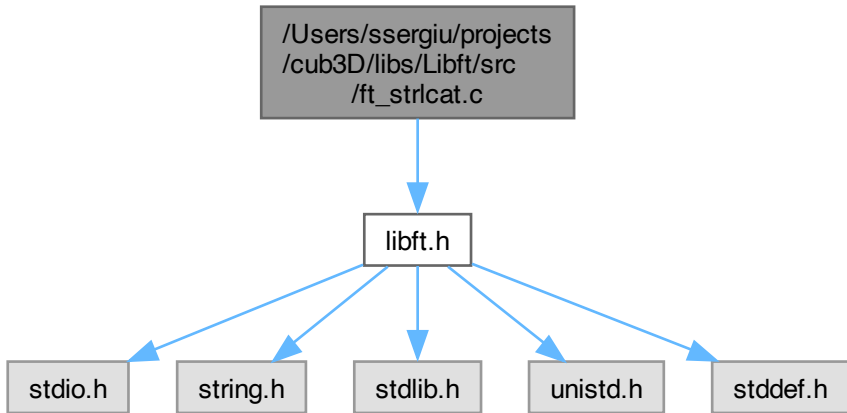 /Users/ssergiu/projects
/cub3D/libs/Libft/src
/ft_strlcat.c
libft.h
stdio.h
string.h
stdlib.h
unistd.h
stddef.h